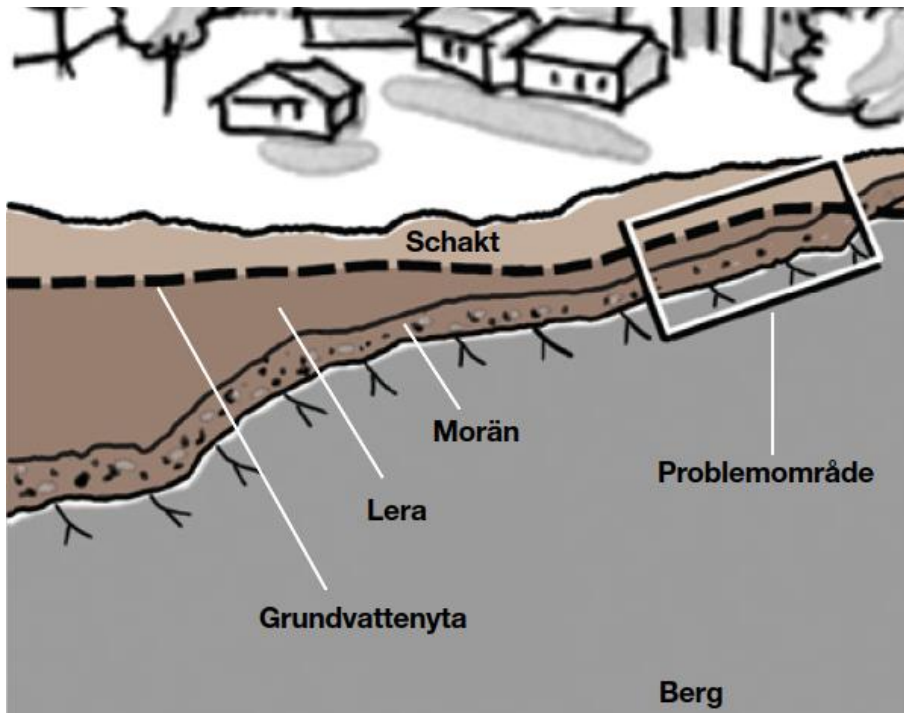 Schakt
Morän
Problemområde
Lera
Grundvattenyta
Berg